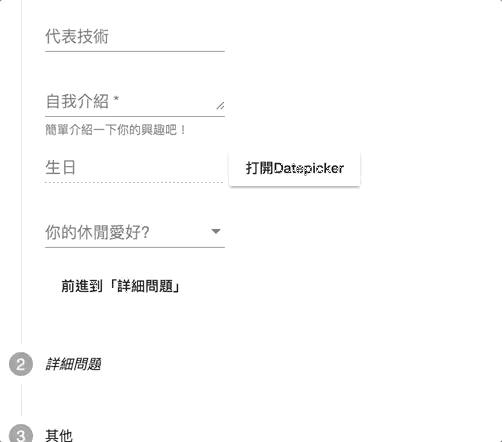 代表技術
自我介紹 *
簡單介紹一下你的興趣吧！
生日
打開Datepicker
你的休閒愛好?
前進到「詳細問題」
2 詳細問題
3 其他